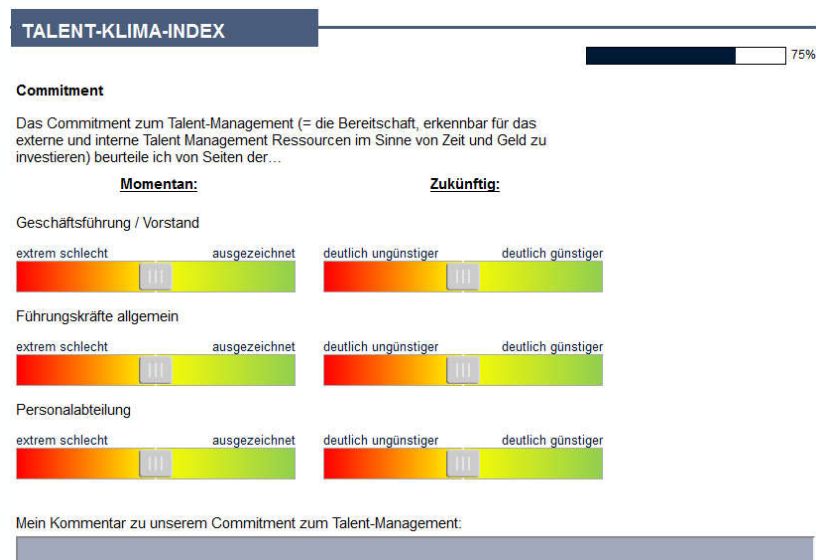 TALENT-KLIMA-INDEX
75%
Commitment
Das Commitment zum Talent-Management (= die Bereitschaft, erkennbar für das
externe und interne Talent Management Ressourcen im Sinne von Zeit und Geld zu
investieren) beurteile ich von Seiten der…
Momentan: Zukünftig:
Geschäftsführung / Vorstand
extrem schlecht ausgezeichnet deutlich ungünstiger deutlich günstiger
Führungskräfte allgemein
extrem schlecht ausgezeichnet deutlich ungünstiger deutlich günstiger
Personalabteilung
extrem schlecht ausgezeichnet deutlich ungünstiger deutlich günstiger
Mein Kommentar zu unserem Commitment zum Talent-Management: